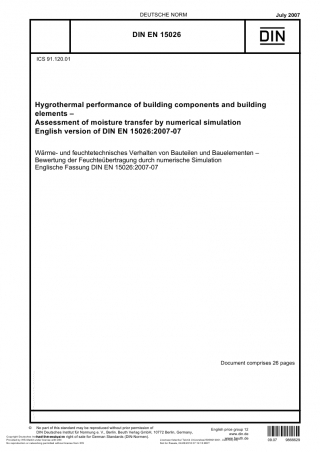 DEUTSCHE NORM
July 2007
DIN EN 15026
DIN
ICS 91.120.01
Hygrothermal performance of building components and building
elements –
Assessment of moisture transfer by numerical simulation
English version of DIN EN 15026:2007-07
Wärme- und feuchtetechnisches Verhalten von Bauteilen und Bauelementen –
Bewertung der Feuchteübertragung durch numerische Simulation
Englische Fassung DIN EN 15026:2007-07
Document comprises 26 pages
No part of this standard may be reproduced without prior permission of
DIN Deutsches Institut für Normung e. V., Berlin. Beuth Verlag GmbH, 10772 Berlin, Germany,
has the exclusive right of sale for German Standards (DIN-Normen).
English price group 12
www.din.de
www.beuth.de